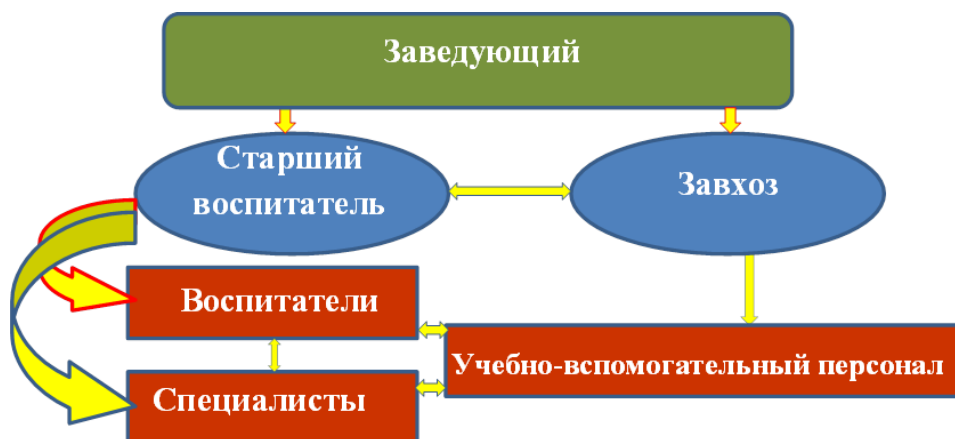 Заведующий
Старший
воспитатель
Завхоз
Воспитатели
Учебно-вспомогательный персонал
Специалисты